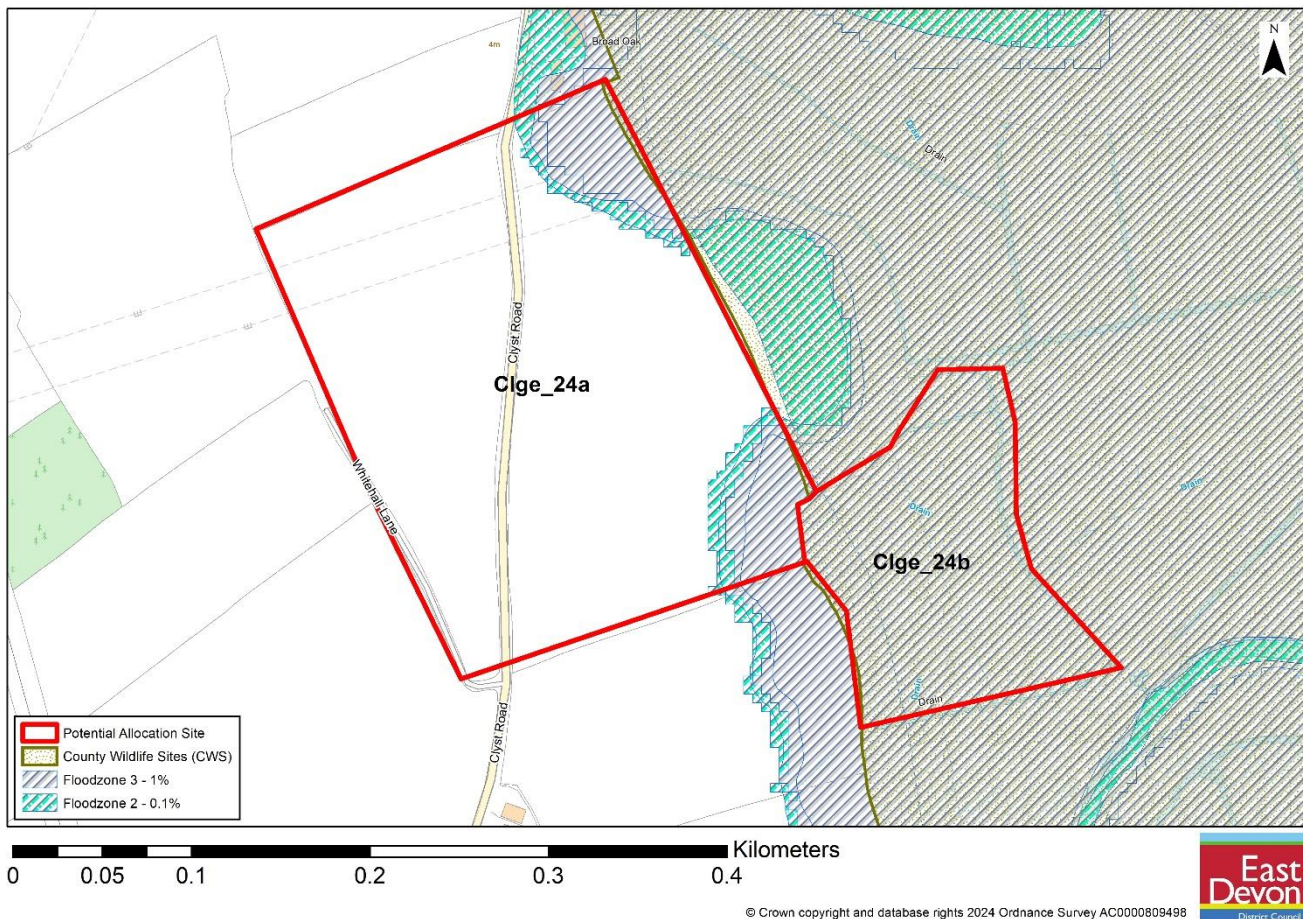 N
4m
Broad Oak
Drain
Drain
Clyst Road
Clge_24a
Whitehall Lane
Drain
Drain
Clge_24b
Drain
Drain
Clyst Road
Potential Allocation Site
County Wildlife Sites (CWS)
Floodzone 3 - 1%
Floodzone 2 - 0.1%
Kilometers
0 0.05 0.1 0.2 0.3 0.4
East
Devon
District Council
© Crown copyright and database rights 2024 Ordnance Survey AC0000809498